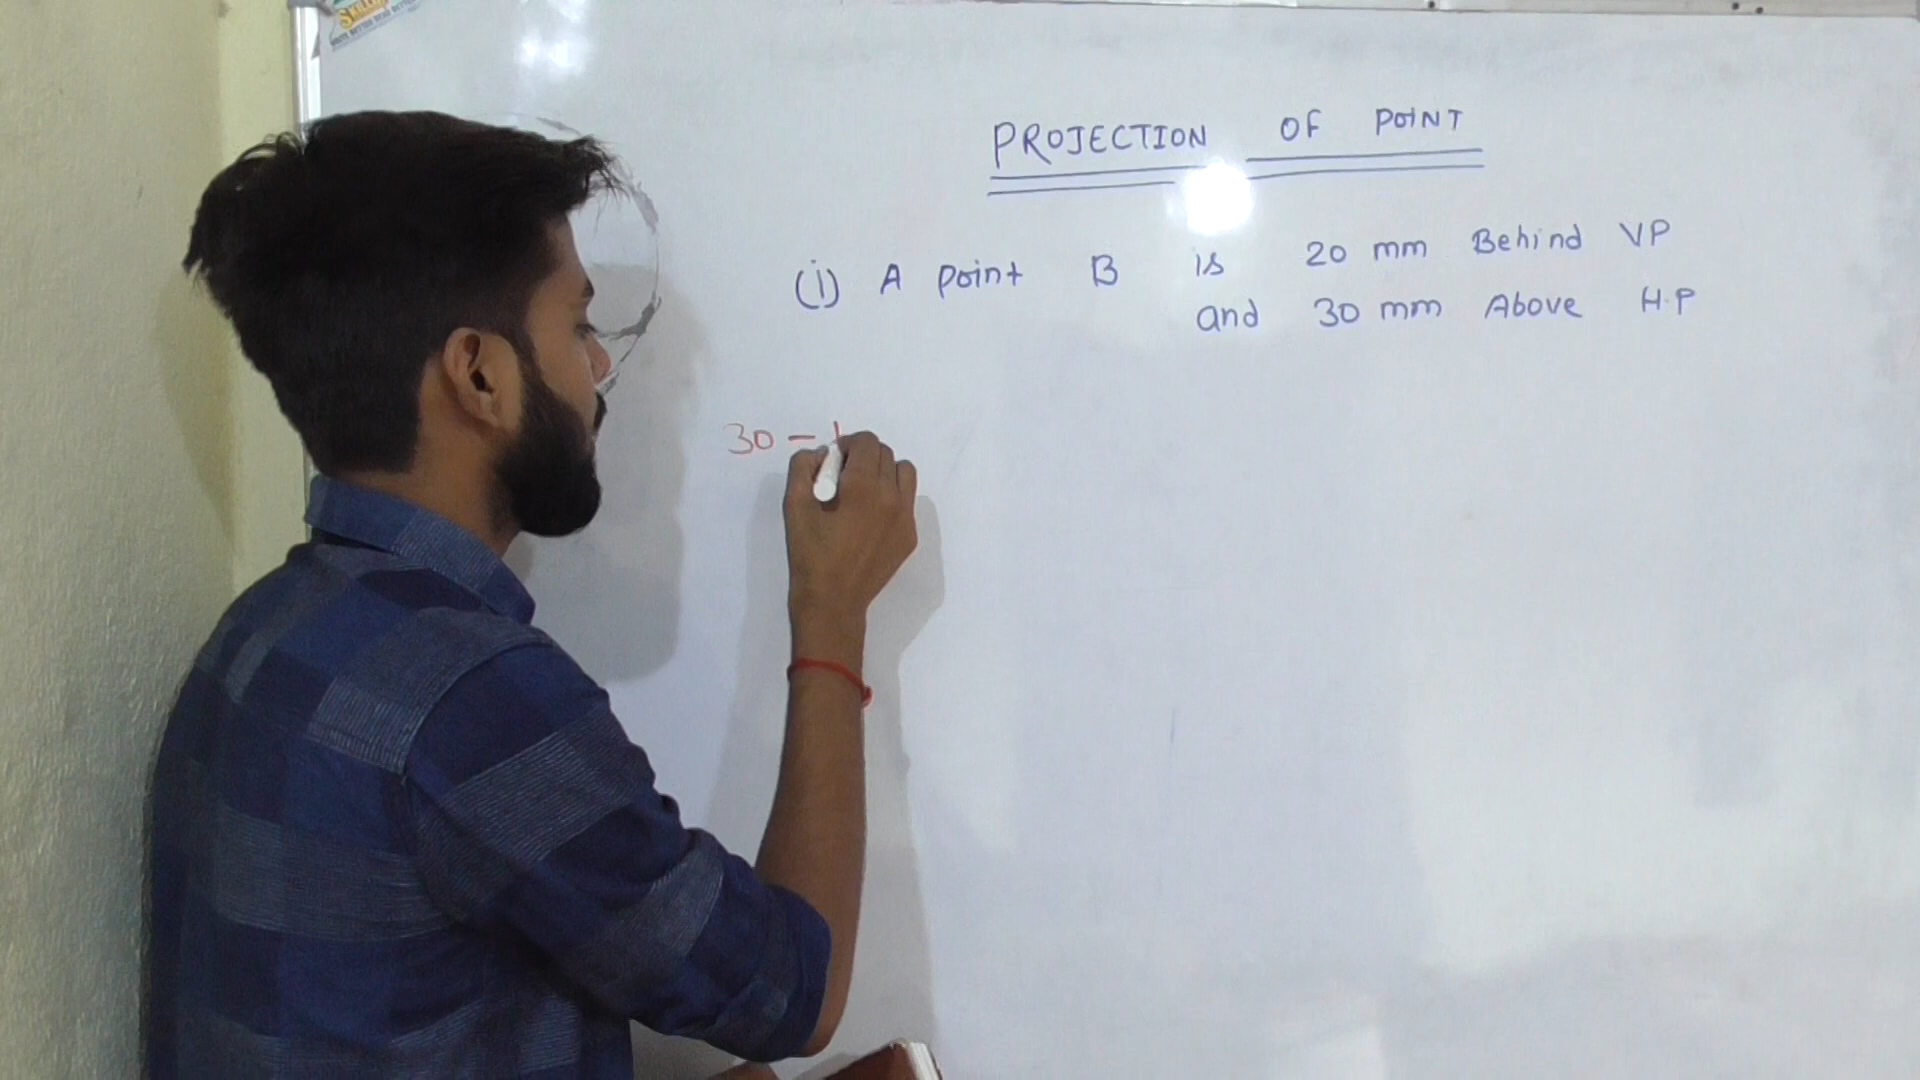 PROJECTION OF POINT
(i) A point B is 20 mm Behind VP
and 30 mm Above H.P
30 -